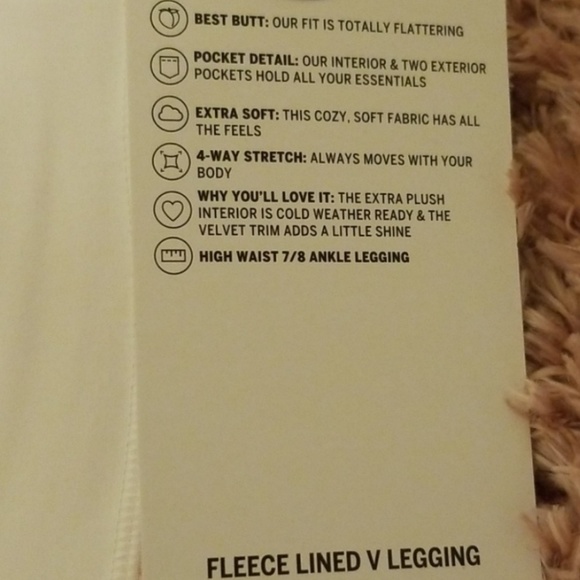 BEST BUTT: OUR FIT IS TOTALLY FLATTERING
POCKET DETAIL: OUR INTERIOR & TWO EXTERIOR
POCKETS HOLD ALL YOUR ESSENTIALS
EXTRA SOFT: THIS COZY, SOFT FABRIC HAS ALL
THE FEELS
4-WAY STRETCH: ALWAYS MOVES WITH YOUR
BODY
WHY YOU'LL LOVE IT: THE EXTRA PLUSH
INTERIOR IS COLD WEATHER READY & THE
VELVET TRIM ADDS A LITTLE SHINE
HIGH WAIST 7/8 ANKLE LEGGING
FLEECE LINED V LEGGING